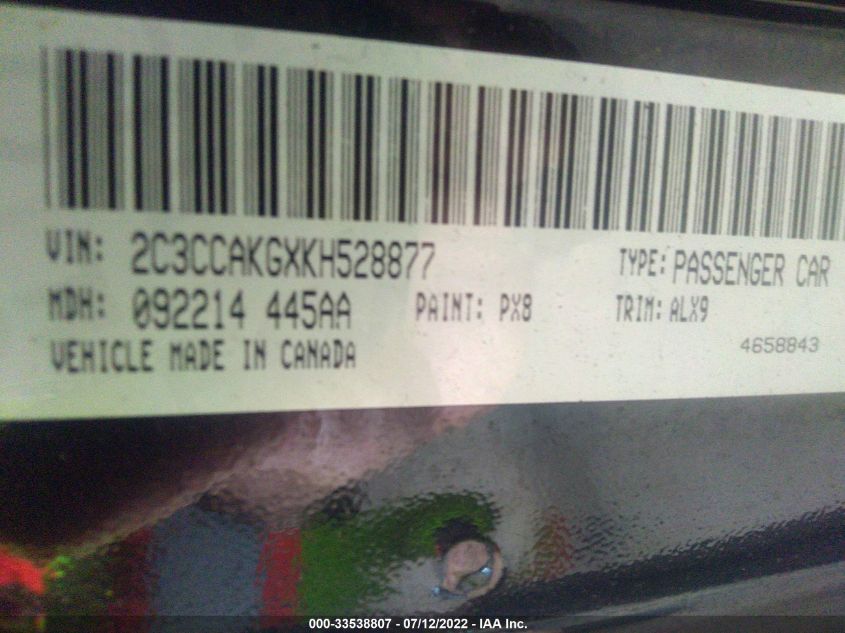 VIN: 2C3CCAKGXKH528877 TYPE: PASSENGER CAR
MDH: 092214 445AA PAINT: PX8 TRIM: ALX9
VEHICLE MADE IN CANADA 4658843
000-33538807 - 07/12/2022 - IAA Inc.